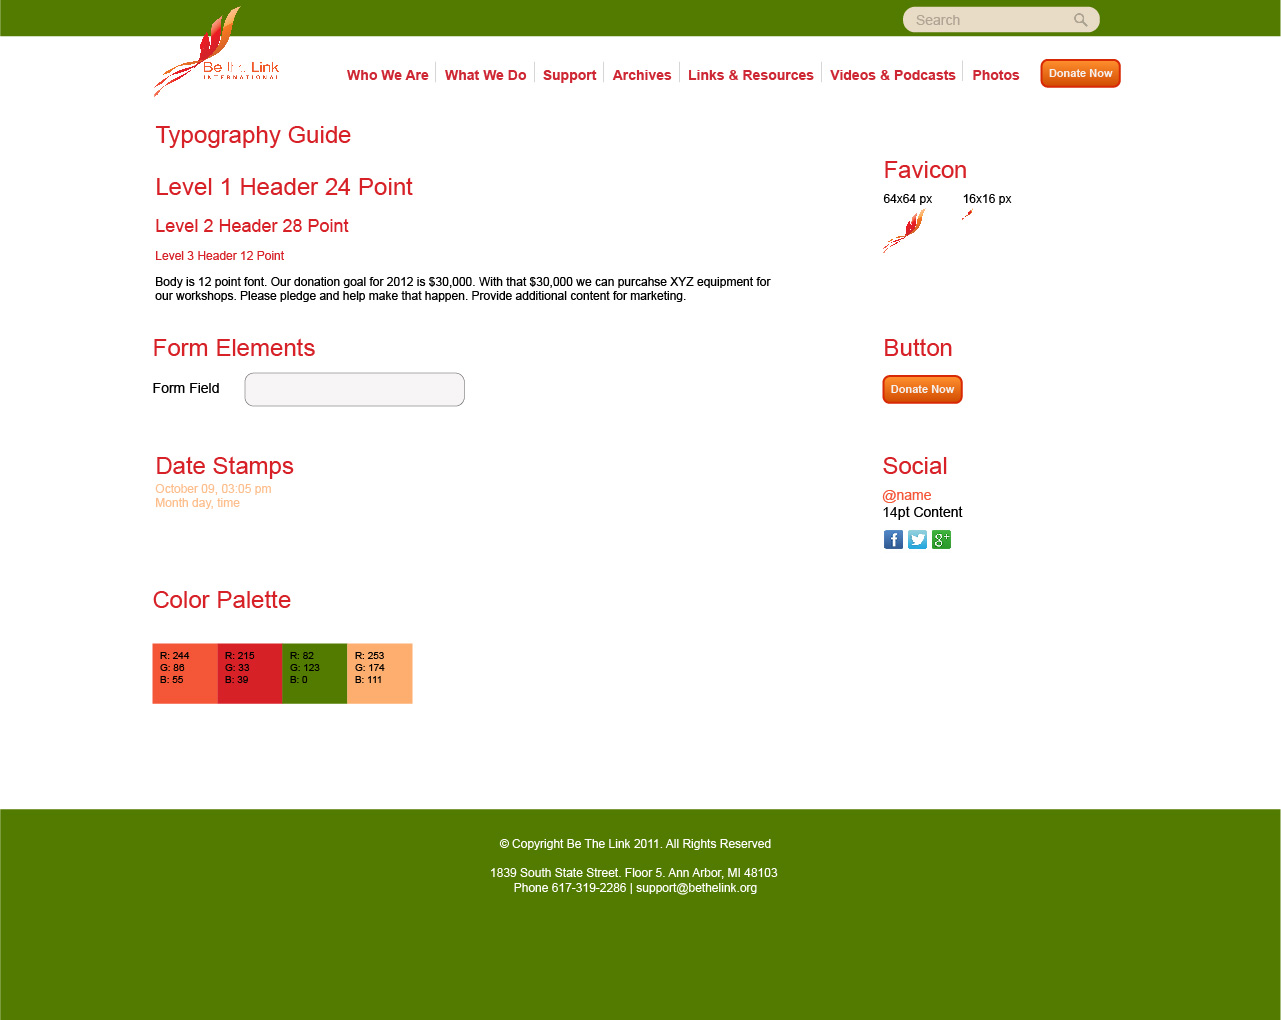 Search
Be The Link
INTERNATIONAL
Who We Are
What We Do
Support
Archives
Links & Resources
Videos & Podcasts
Photos
Donate Now
Typography Guide
Level 1 Header 24 Point
Level 2 Header 28 Point
Level 3 Header 12 Point
Body is 12 point font. Our donation goal for 2012 is $30,000. With that $30,000 we can purcahse XYZ equipment for
our workshops. Please pledge and help make that happen. Provide additional content for marketing.
Favicon
64x64 px
16x16 px
Form Elements
Form Field
Button
Donate Now
Date Stamps
October 09, 03:05 pm
Month day, time
Social
@name
14pt Content
f
g+
Color Palette
R: 244
G: 86
B: 55
R: 215
G: 33
B: 39
R: 82
G: 123
B: 0
R: 253
G: 174
B: 111
© Copyright Be The Link 2011. All Rights Reserved
1839 South State Street. Floor 5. Ann Arbor, MI 48103
Phone 617-319-2286 | support@bethelink.org